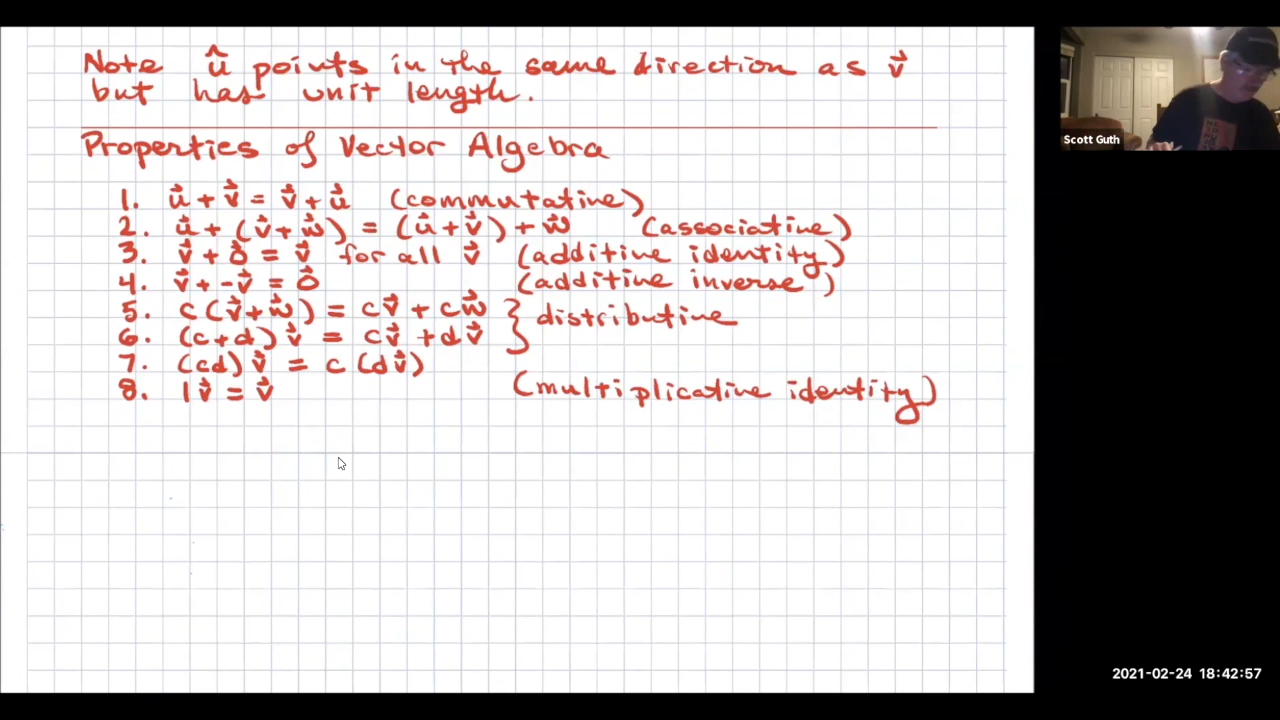 Note û points in the same direction as v⃗
but has unit length.
Properties of Vector Algebra
1. u⃗ + v⃗ = v⃗ + u⃗ (commutative)
2. u⃗ + (v⃗ + w⃗) = (u⃗ + v⃗) + w⃗ (associative)
3. v⃗ + 0⃗ = v⃗ for all v⃗ (additive identity)
4. v⃗ + -v⃗ = 0⃗ (additive inverse)
5. c(v⃗ + w⃗) = cv⃗ + cw⃗ } distributive
6. (c+d)v⃗ = cv⃗ + dv⃗
7. (cd)v⃗ = c(dv⃗)
8. 1v⃗ = v⃗ (multiplicative identity)
Scott Guth
2021-02-24 18:42:57